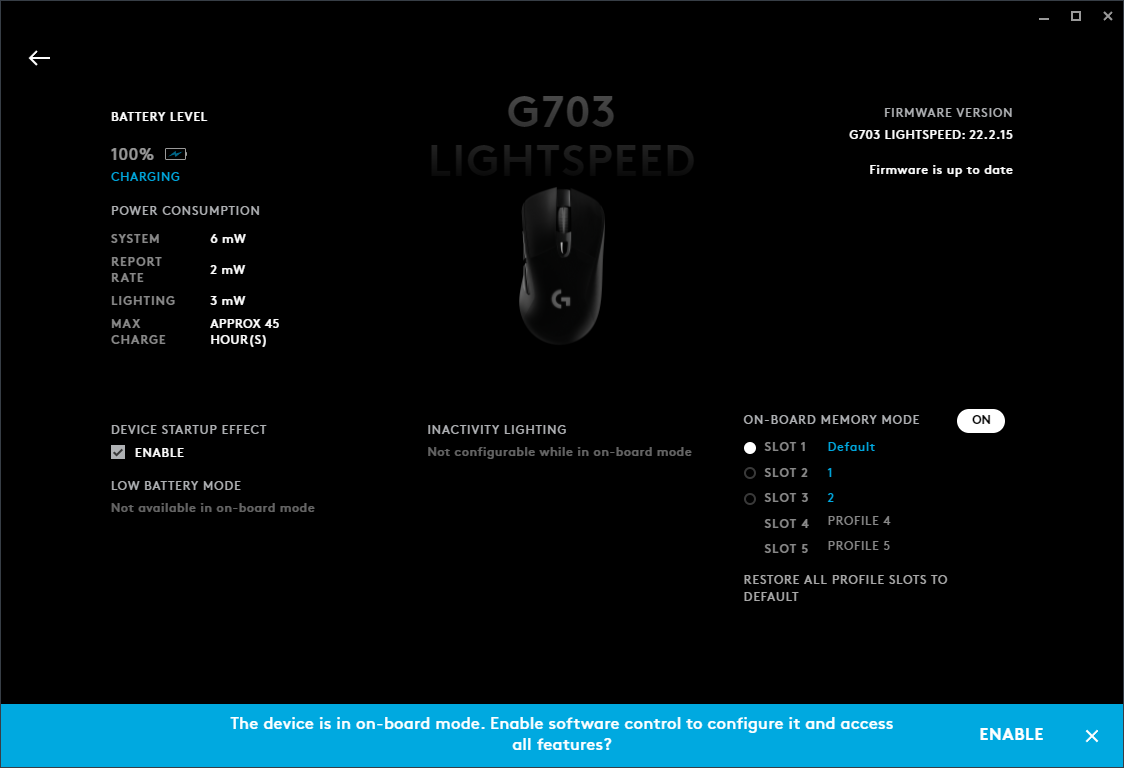 G703
LIGHTSPEED
BATTERY LEVEL
100%
CHARGING
POWER CONSUMPTION
SYSTEM 6 mW
REPORT RATE 2 mW
LIGHTING 3 mW
MAX CHARGE APPROX 45 HOUR(S)
FIRMWARE VERSION
G703 LIGHTSPEED: 22.2.15
Firmware is up to date
DEVICE STARTUP EFFECT
ENABLE
LOW BATTERY MODE
Not available in on-board mode
INACTIVITY LIGHTING
Not configurable while in on-board mode
ON-BOARD MEMORY MODE ON
SLOT 1 Default
SLOT 2 1
SLOT 3 2
SLOT 4 PROFILE 4
SLOT 5 PROFILE 5
RESTORE ALL PROFILE SLOTS TO
DEFAULT
The device is in on-board mode. Enable software control to configure it and access
all features?
ENABLE